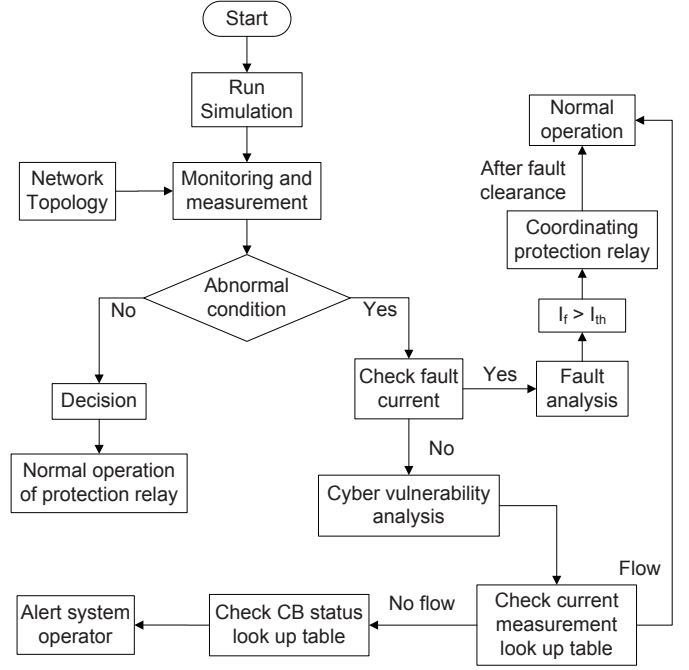 Start
Run
Simulation
Network
Topology
Monitoring and
measurement
Normal
operation
After fault
clearance
Coordinating
protection relay
I_f > I_th
Abnormal
condition
No
Yes
Check fault
current
Yes
Fault
analysis
Decision
Normal operation
of protection relay
No
Cyber vulnerability
analysis
Flow
Check current
measurement
look up table
No flow
Check CB status
look up table
Alert system
operator